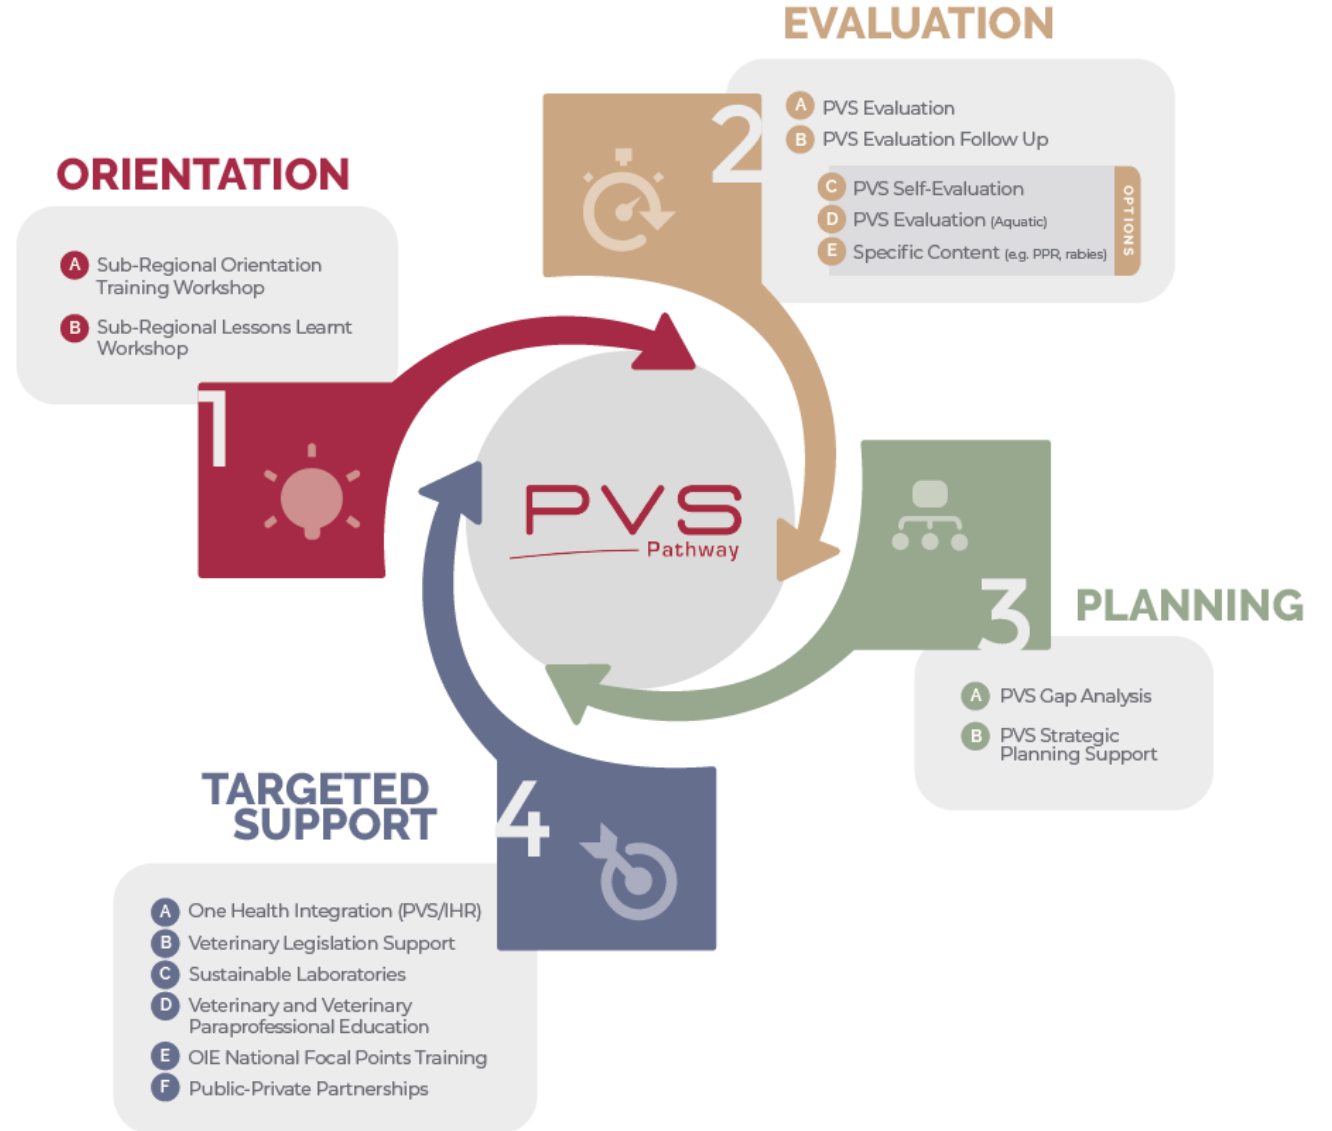 ORIENTATION
A Sub-Regional Orientation
Training Workshop
B Sub-Regional Lessons Learnt
Workshop
1
EVALUATION
2
A PVS Evaluation
B PVS Evaluation Follow Up
C PVS Self-Evaluation
D PVS Evaluation (Aquatic)
E Specific Content (e.g. PPR, rabies)
OPTIONS
PVS
Pathway
3
PLANNING
A PVS Gap Analysis
B PVS Strategic
Planning Support
TARGETED
SUPPORT
4
A One Health Integration (PVS/IHR)
B Veterinary Legislation Support
C Sustainable Laboratories
D Veterinary and Veterinary
Paraprofessional Education
E OIE National Focal Points Training
F Public-Private Partnerships